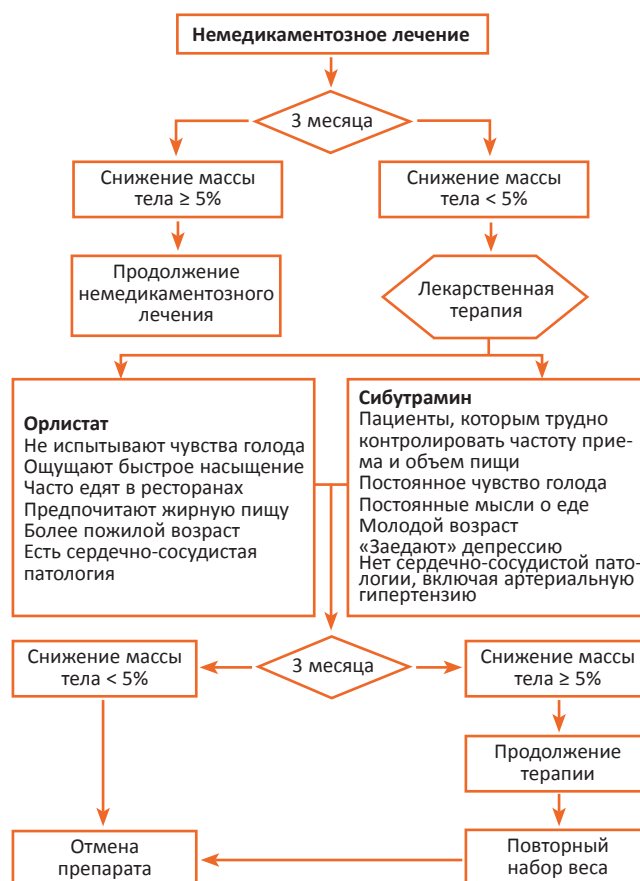 Немедикаментозное лечение
3 месяца
Снижение массы
тела ≥ 5%
Снижение массы
тела < 5%
Продолжение
немедикаментозного
лечения
Лекарственная
терапия
Орлистат
Не испытывают чувства голода
Ощущают быстрое насыщение
Часто едят в ресторанах
Предпочитают жирную пищу
Более пожилой возраст
Есть сердечно-сосудистая
патология
Сибутрамин
Пациенты, которым трудно
контролировать частоту прие-
ма и объем пищи
Постоянное чувство голода
Постоянные мысли о еде
Молодой возраст
«Заедают» депрессию
Нет сердечно-сосудистой пато-
логии, включая артериальную
гипертензию
Снижение массы
тела < 5%
3 месяца
Снижение массы
тела ≥ 5%
Продолжение
терапии
Отмена
препарата
Повторный
набор веса